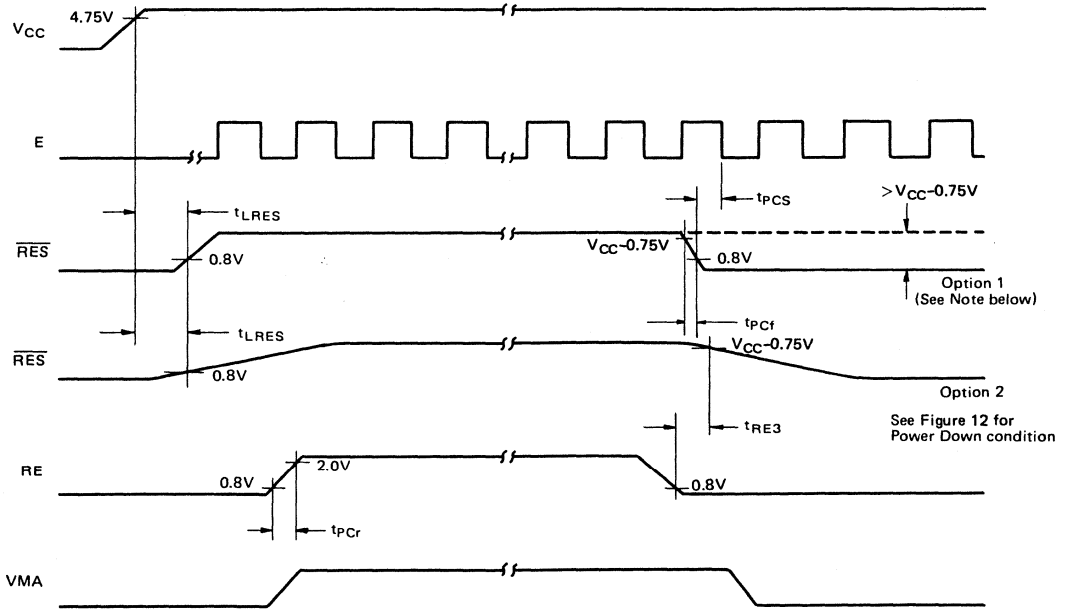 4.75V
VCC
E
tPCS
>VCC-0.75V
tLRES
RES
VCC-0.75V
0.8V
0.8V
Option 1
(See Note below)
tLRES
tPCf
RES
VCC-0.75V
0.8V
Option 2
tRE3
See Figure 12 for
Power Down condition
RE
2.0V
0.8V
0.8V
tPCr
VMA